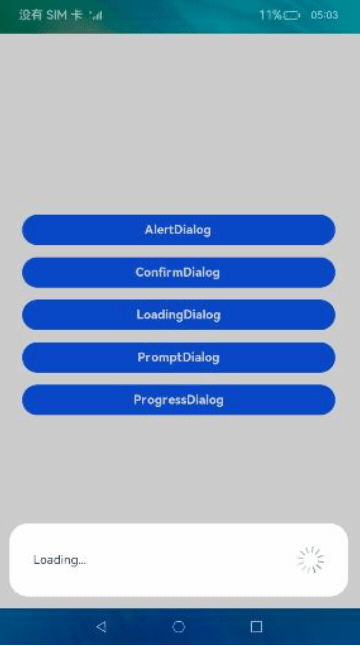 没有 SIM 卡 11% 05:03
AlertDialog
ConfirmDialog
LoadingDialog
PromptDialog
ProgressDialog
Loading...